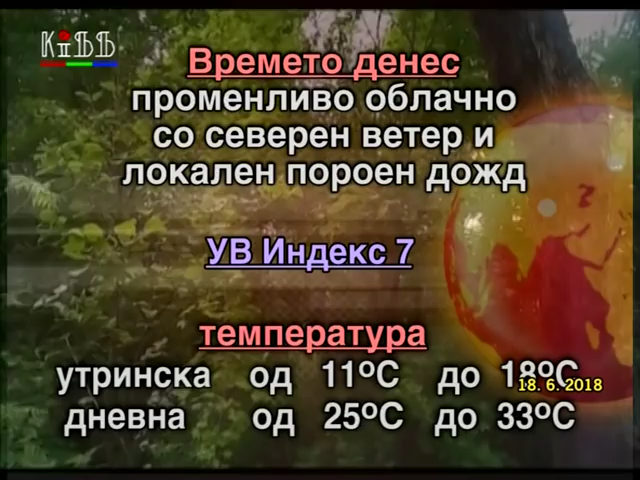 KiББ
Времето денес
променливо облачно
со северен ветер и
локален пороен дожд
УВ Индекс 7
температура
утринска од 11ºC до 18ºC
18. 6. 2018
дневна од 25ºC до 33ºC